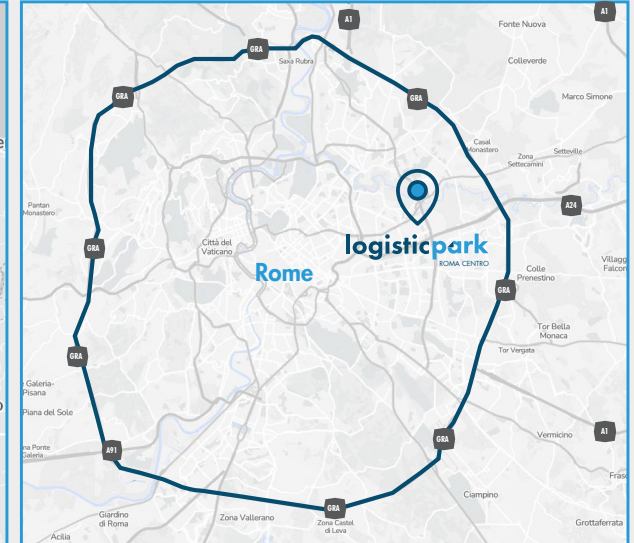 A1
A1
Fonte Nuova
GRA
Saxa Rubra
Colleverde
GRA
GRA
Marco Simone
Casal
Monastero
Setteville
Zona
Settecamini
Pantan
Monastero
A24
GRA
Città del
Vaticano
logisticpark
ROMA CENTRO
Rome
Colle
Prenestino
GRA
Tor Bella
Monaca
GRA
Tor Vergata
Galeria-
Pisana
Piana del Sole
A1
Vermicino
GRA
A91
Ponte
Galeria
Ciampino
GRA
Giardino
di Roma
Zona Vallerano
Zona Castel
di Leva
Grottaferrata
Acilia